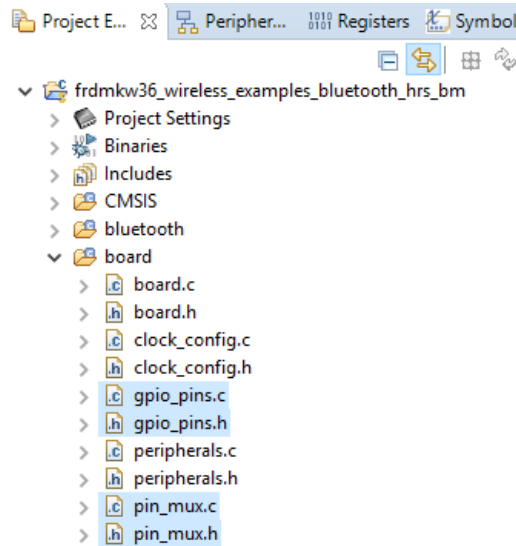 Project E... Peripher... Registers Symbol
frdmkw36_wireless_examples_bluetooth_hrs_bm
Project Settings
Binaries
Includes
CMSIS
bluetooth
board
board.c
board.h
clock_config.c
clock_config.h
gpio_pins.c
gpio_pins.h
peripherals.c
peripherals.h
pin_mux.c
pin_mux.h